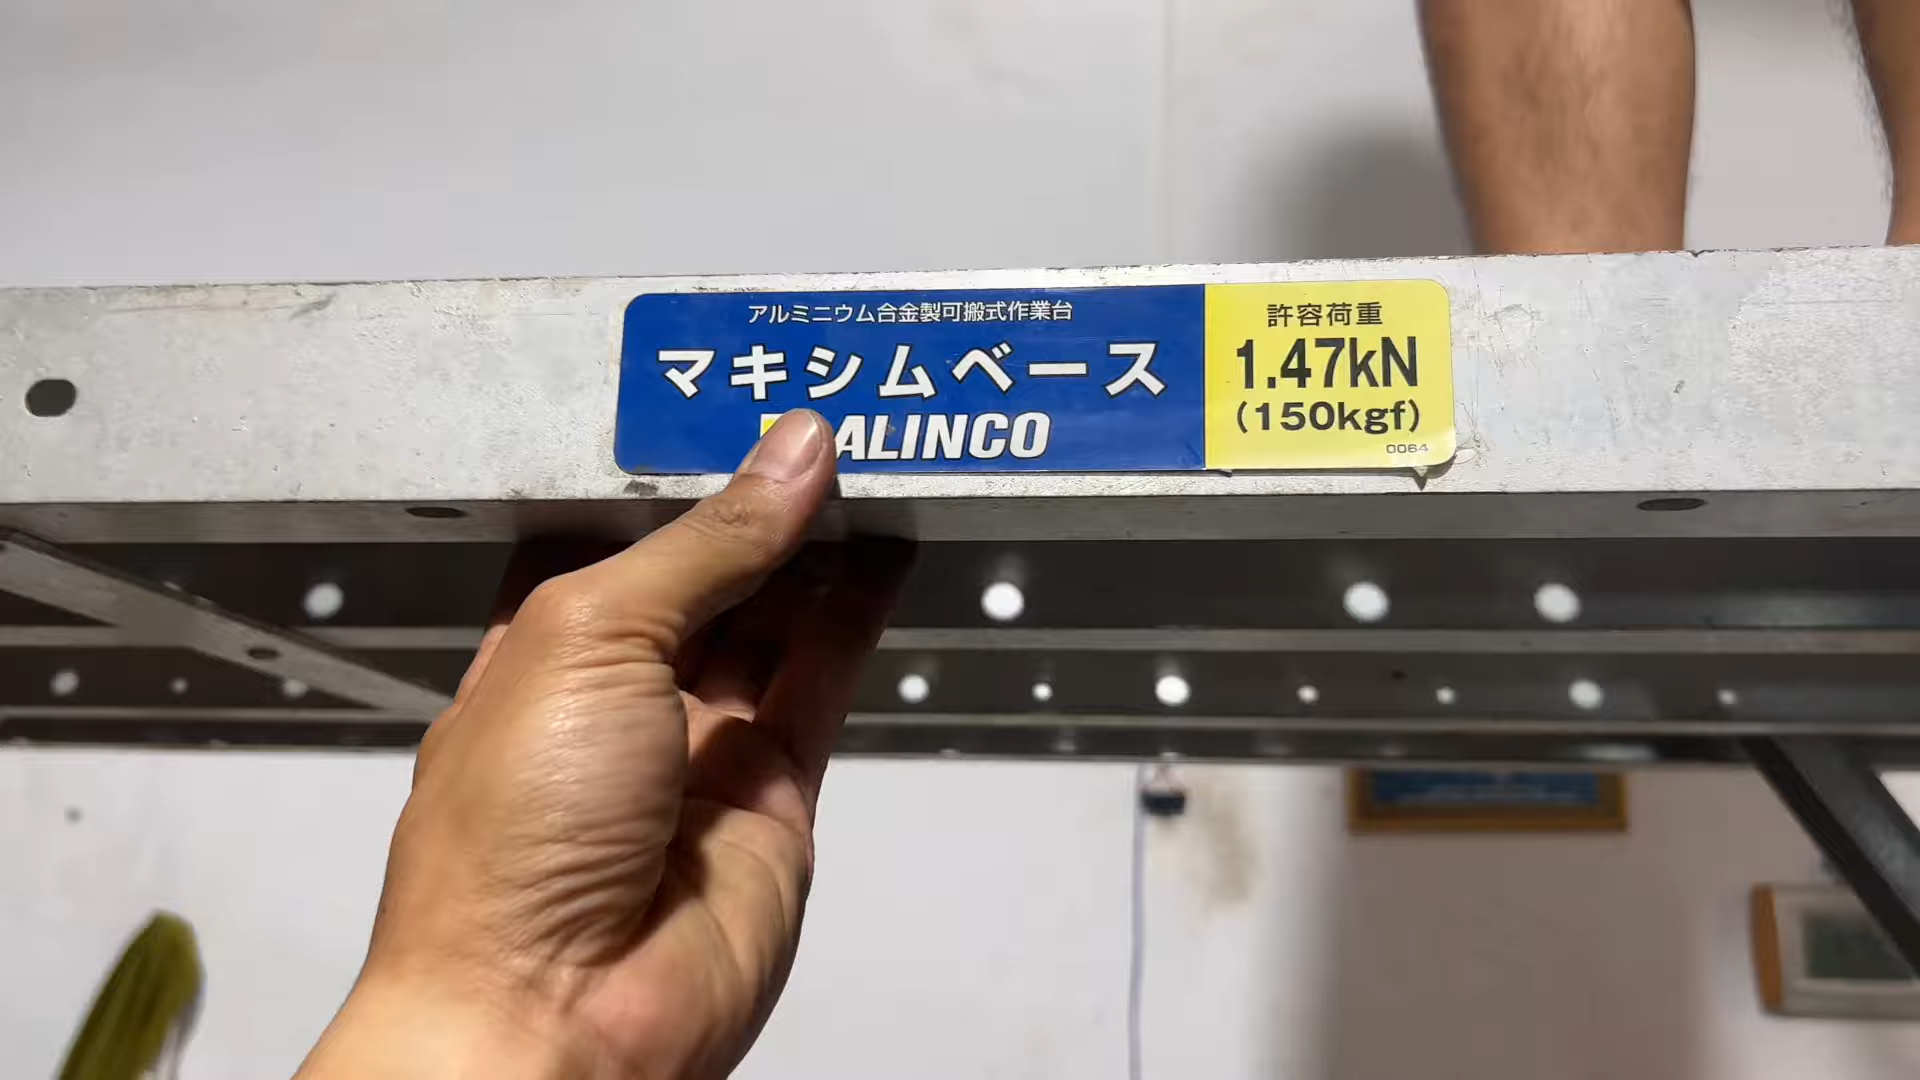 アルミニウム合金製可搬式作業台
マキシムベース
ALINCO
許容荷重
1.47kN
(150kgf)
0064